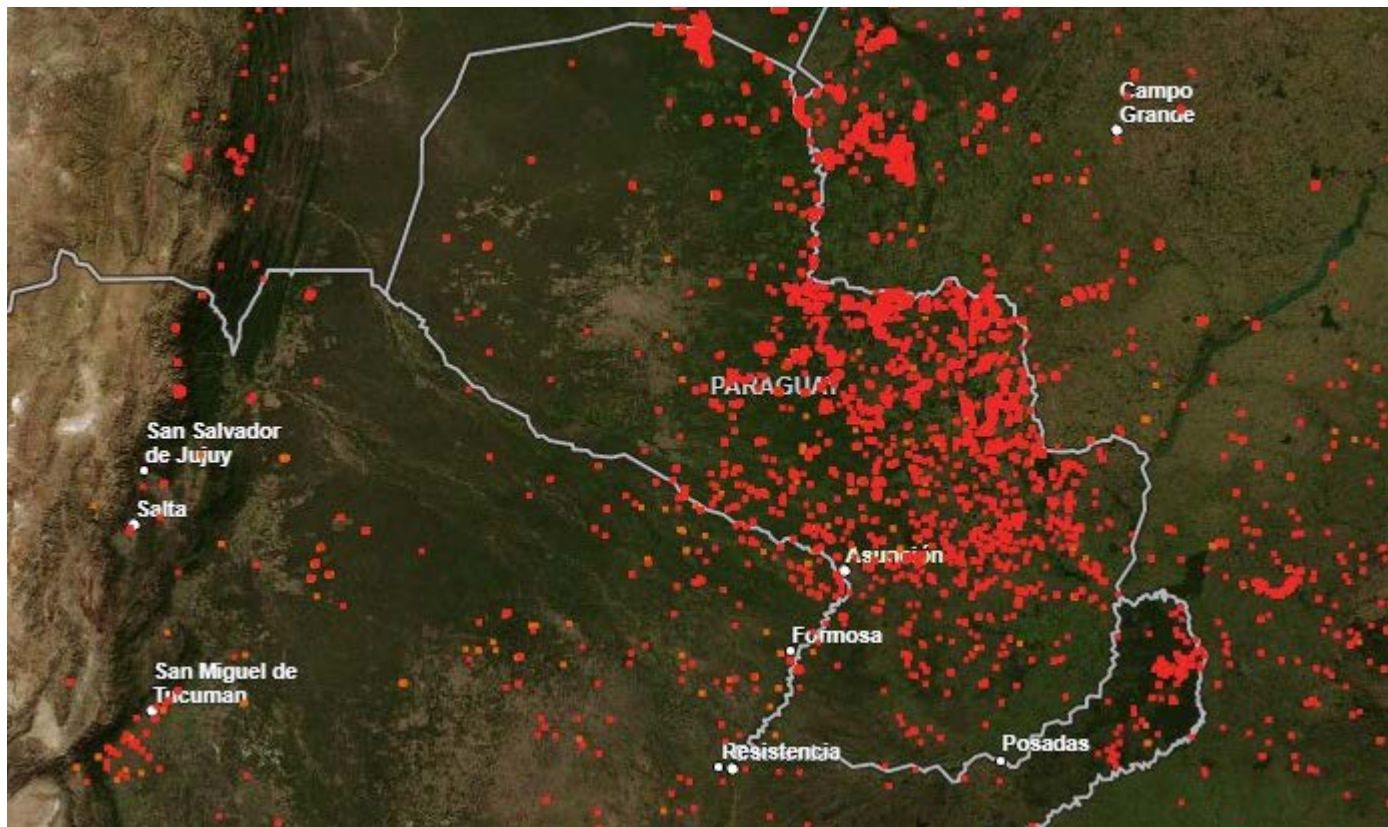 Campo
Grande
PARAGUAY
San Salvador
de Jujuy
Salta
Asunción
Formosa
San Miguel de
Tucuman
Posadas
Resistencia